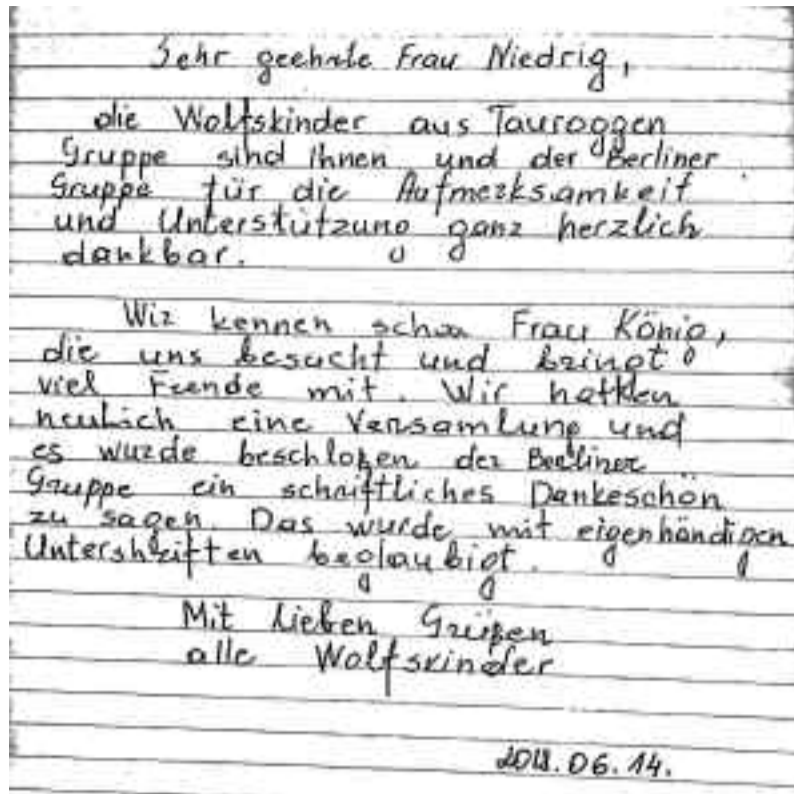 Sehr geehrte Frau Niedrig,
die Wolfskinder aus Tauroggen
Gruppe sind Ihnen und der Berliner
Gruppe für die Aufmerksamkeit
und Unterstützung ganz herzlich
dankbar.
Wir kennen schon Frau König,
die uns besucht und bringt
viel Feende mit. Wir hatten
neulich eine Versamlung und
es wurde beschloßen der Berliner
Gruppe ein schriftliches Dankeschön
zu sagen. Das wurde mit eigenhändigen
Untershriften beglaubigt.
Mit lieben Grüßen
alle Wolfskinder
06.14.